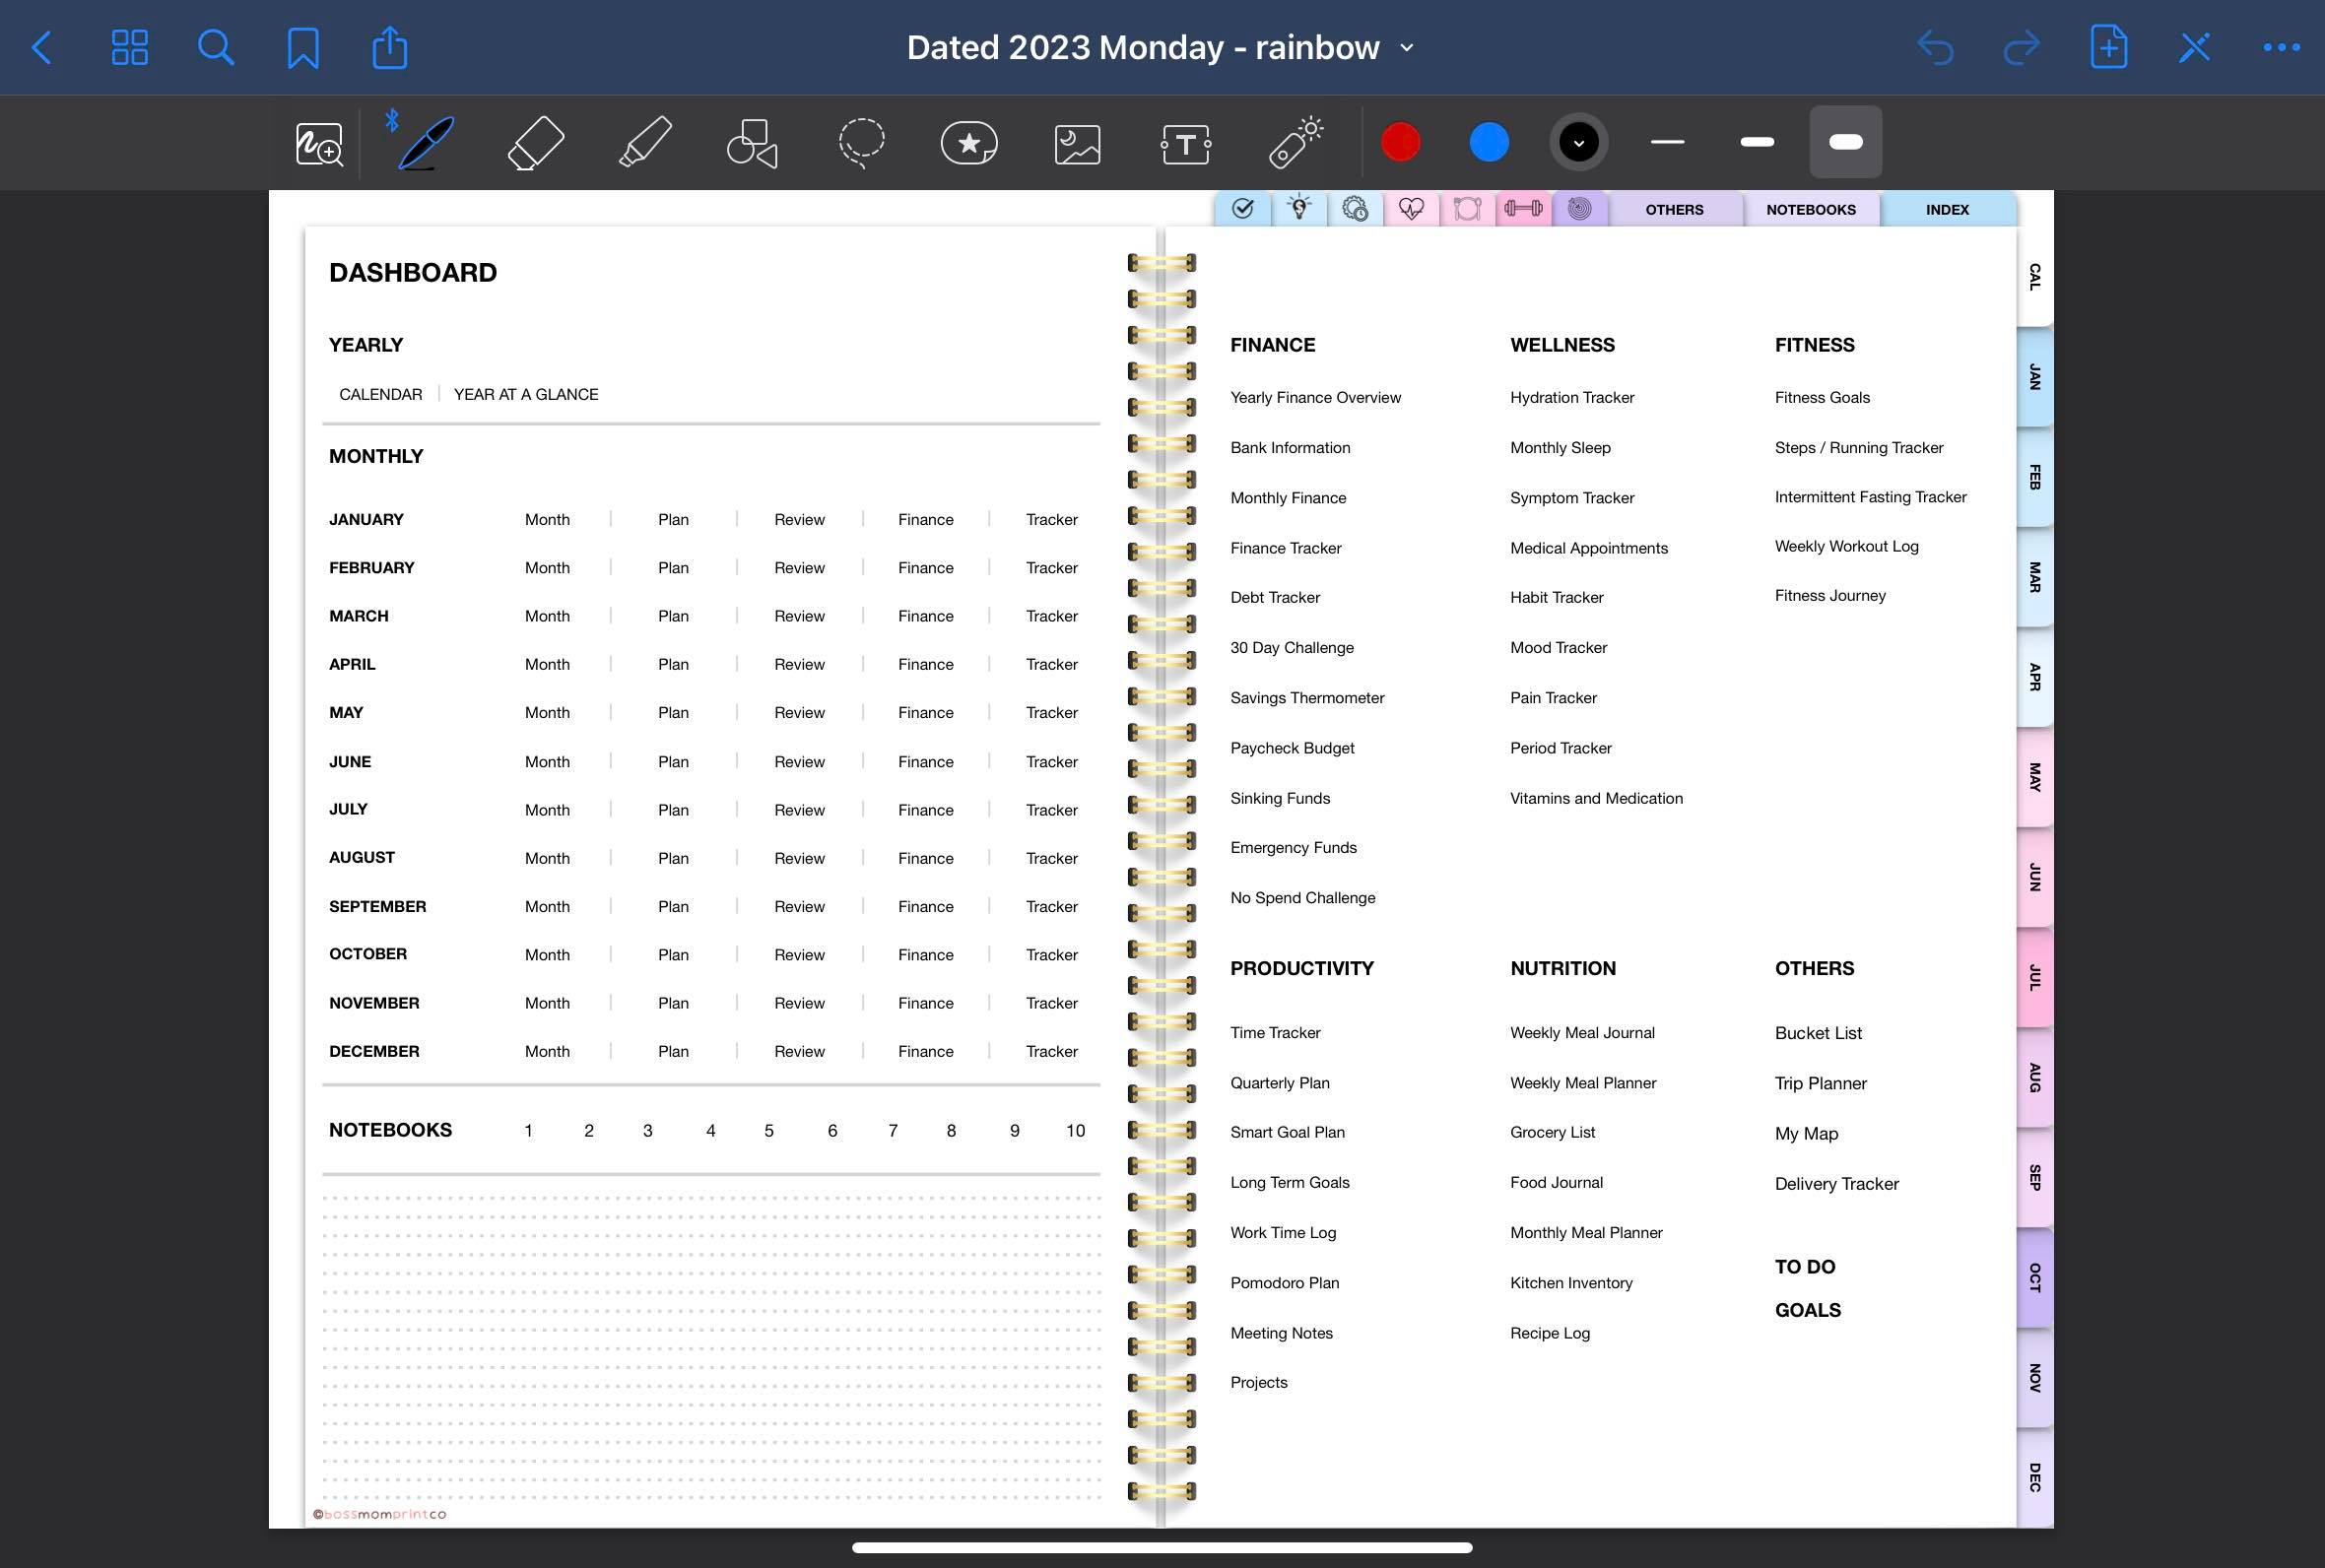 Dated 2023 Monday - rainbow
OTHERS NOTEBOOKS INDEX
DASHBOARD
YEARLY
CALENDAR | YEAR AT A GLANCE
MONTHLY
JANUARY Month | Plan | Review | Finance | Tracker
FEBRUARY Month | Plan | Review | Finance | Tracker
MARCH Month | Plan | Review | Finance | Tracker
APRIL Month | Plan | Review | Finance | Tracker
MAY Month | Plan | Review | Finance | Tracker
JUNE Month | Plan | Review | Finance | Tracker
JULY Month | Plan | Review | Finance | Tracker
AUGUST Month | Plan | Review | Finance | Tracker
SEPTEMBER Month | Plan | Review | Finance | Tracker
OCTOBER Month | Plan | Review | Finance | Tracker
NOVEMBER Month | Plan | Review | Finance | Tracker
DECEMBER Month | Plan | Review | Finance | Tracker
NOTEBOOKS 1 2 3 4 5 6 7 8 9 10
©bossmomprintco
FINANCE
Yearly Finance Overview
Bank Information
Monthly Finance
Finance Tracker
Debt Tracker
30 Day Challenge
Savings Thermometer
Paycheck Budget
Sinking Funds
Emergency Funds
No Spend Challenge
WELLNESS
Hydration Tracker
Monthly Sleep
Symptom Tracker
Medical Appointments
Habit Tracker
Mood Tracker
Pain Tracker
Period Tracker
Vitamins and Medication
FITNESS
Fitness Goals
Steps / Running Tracker
Intermittent Fasting Tracker
Weekly Workout Log
Fitness Journey
PRODUCTIVITY
Time Tracker
Quarterly Plan
Smart Goal Plan
Long Term Goals
Work Time Log
Pomodoro Plan
Meeting Notes
Projects
NUTRITION
Weekly Meal Journal
Weekly Meal Planner
Grocery List
Food Journal
Monthly Meal Planner
Kitchen Inventory
Recipe Log
OTHERS
Bucket List
Trip Planner
My Map
Delivery Tracker
TO DO
GOALS
CAL
JAN
FEB
MAR
APR
MAY
JUN
JUL
AUG
SEP
OCT
NOV
DEC